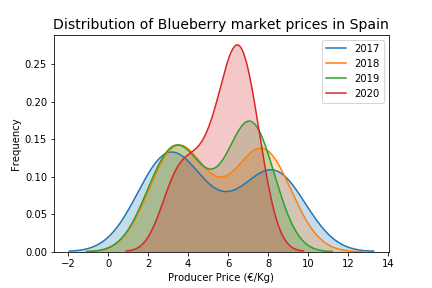 Distribution of Blueberry market prices in Spain
2017
2018
2019
2020
Frequency
0.25
0.20
0.15
0.10
0.05
0.00
−2 0 2 4 6 8 10 12 14
Producer Price (€/Kg)